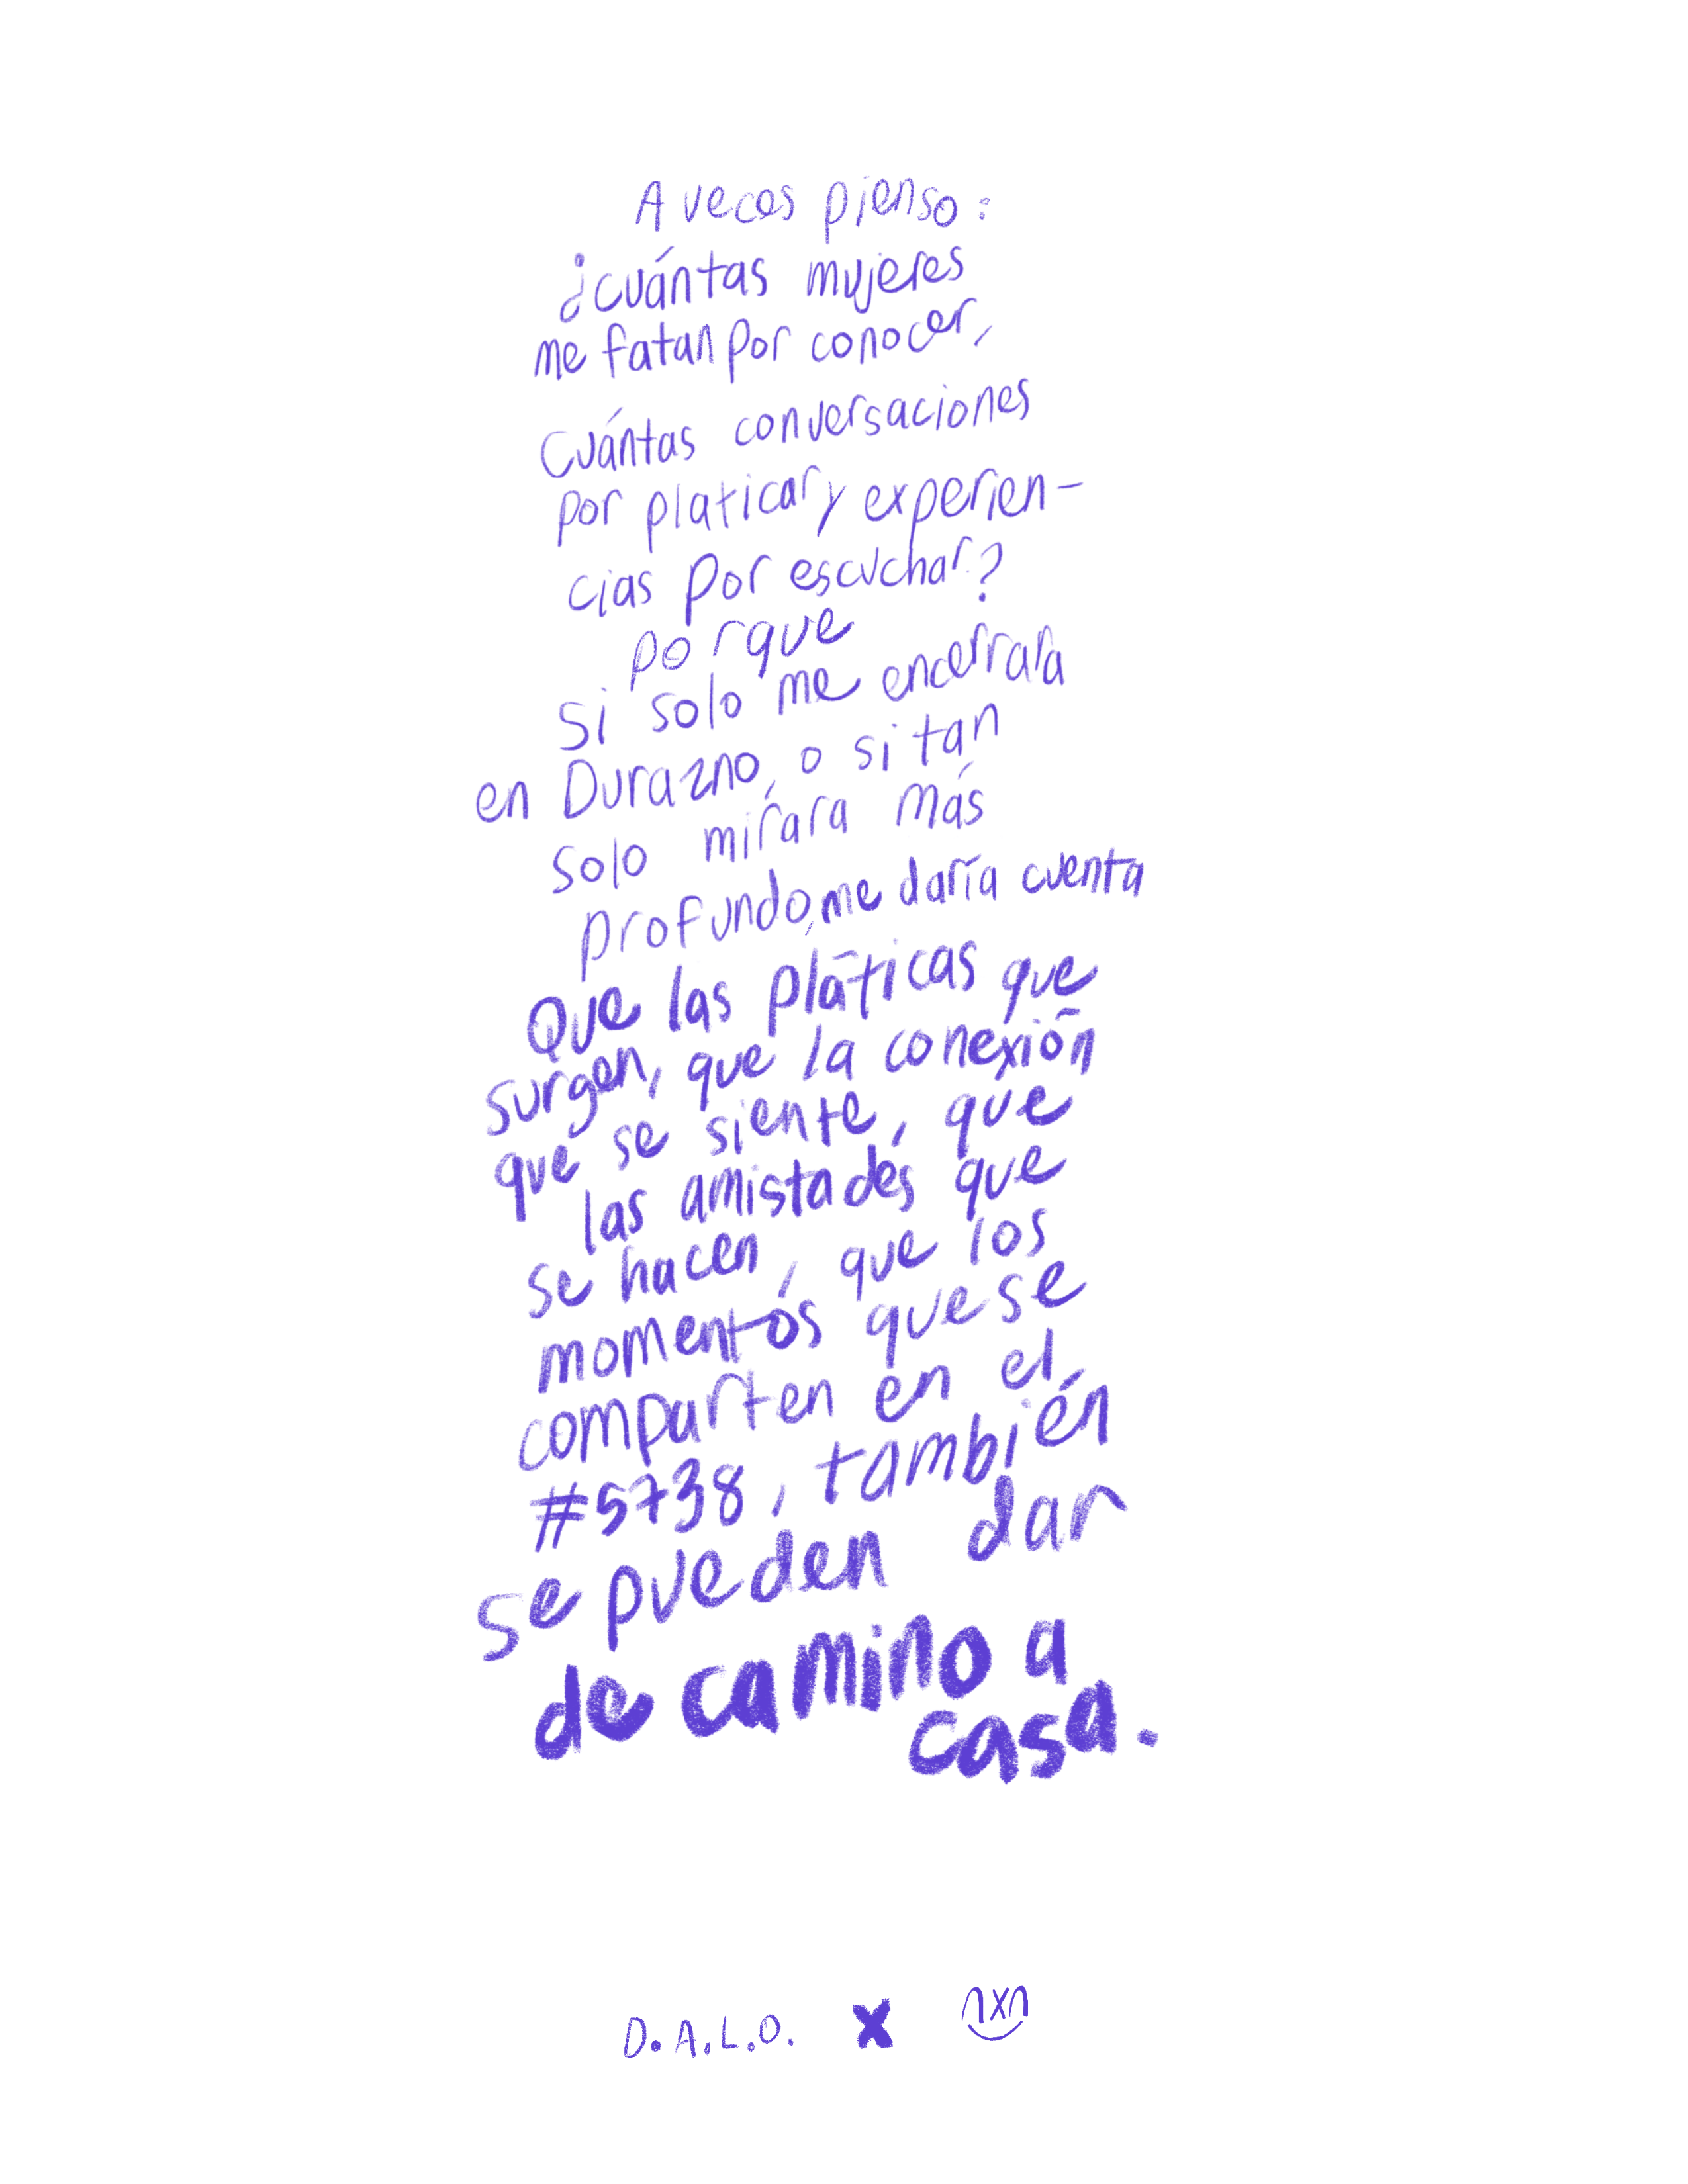 A veces pienso:
¿cuántas mujeres
me fatan por conocer,
Cuántas conversaciones
por platicar y experien-
cias por escuchar?
porque
si solo me encerrara
en Durazno, o si tan
solo mirara más
profundo, me daría cuenta
Que las pláticas que
surgen, que la conexión
que se siente, que
las amistades que
se hacen, que los
momentos que se
comparten en el
#5738, también
se pueden dar
de camino a
casa.
D.A.L.O. X nxn